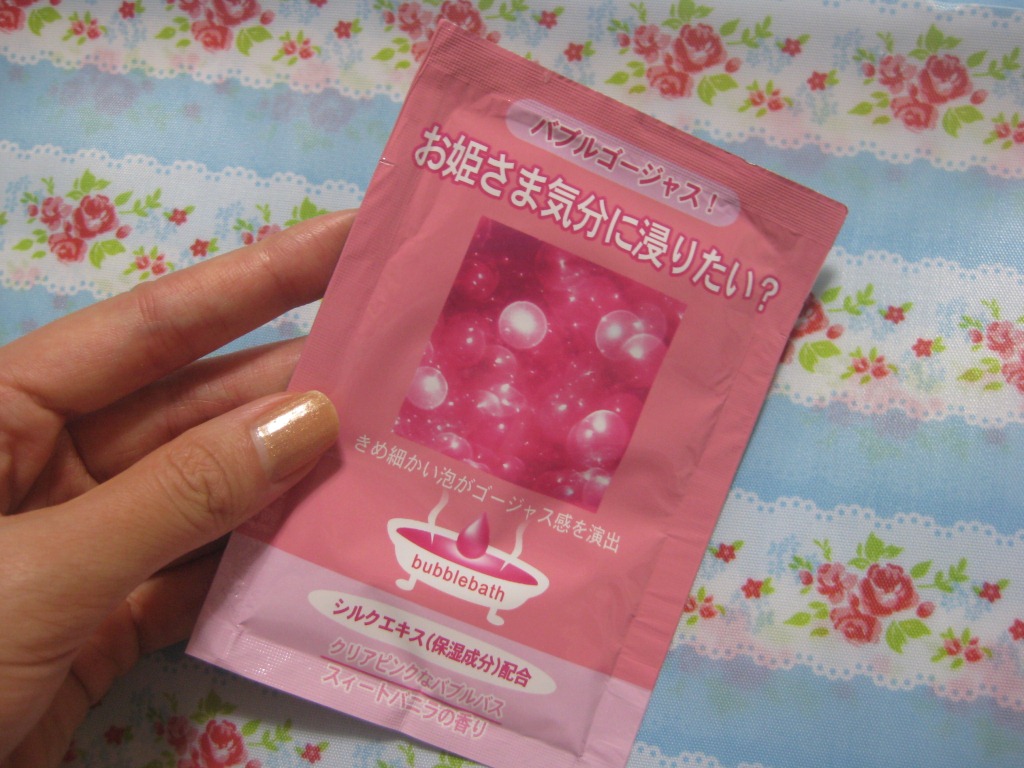 バブルゴージャス!
お姫さま気分に浸りたい?
きめ細かい泡がゴージャス感を演出
bubblebath
シルクエキス(保湿成分)配合
クリアピンクなバブルバス
スィートバニラの香り